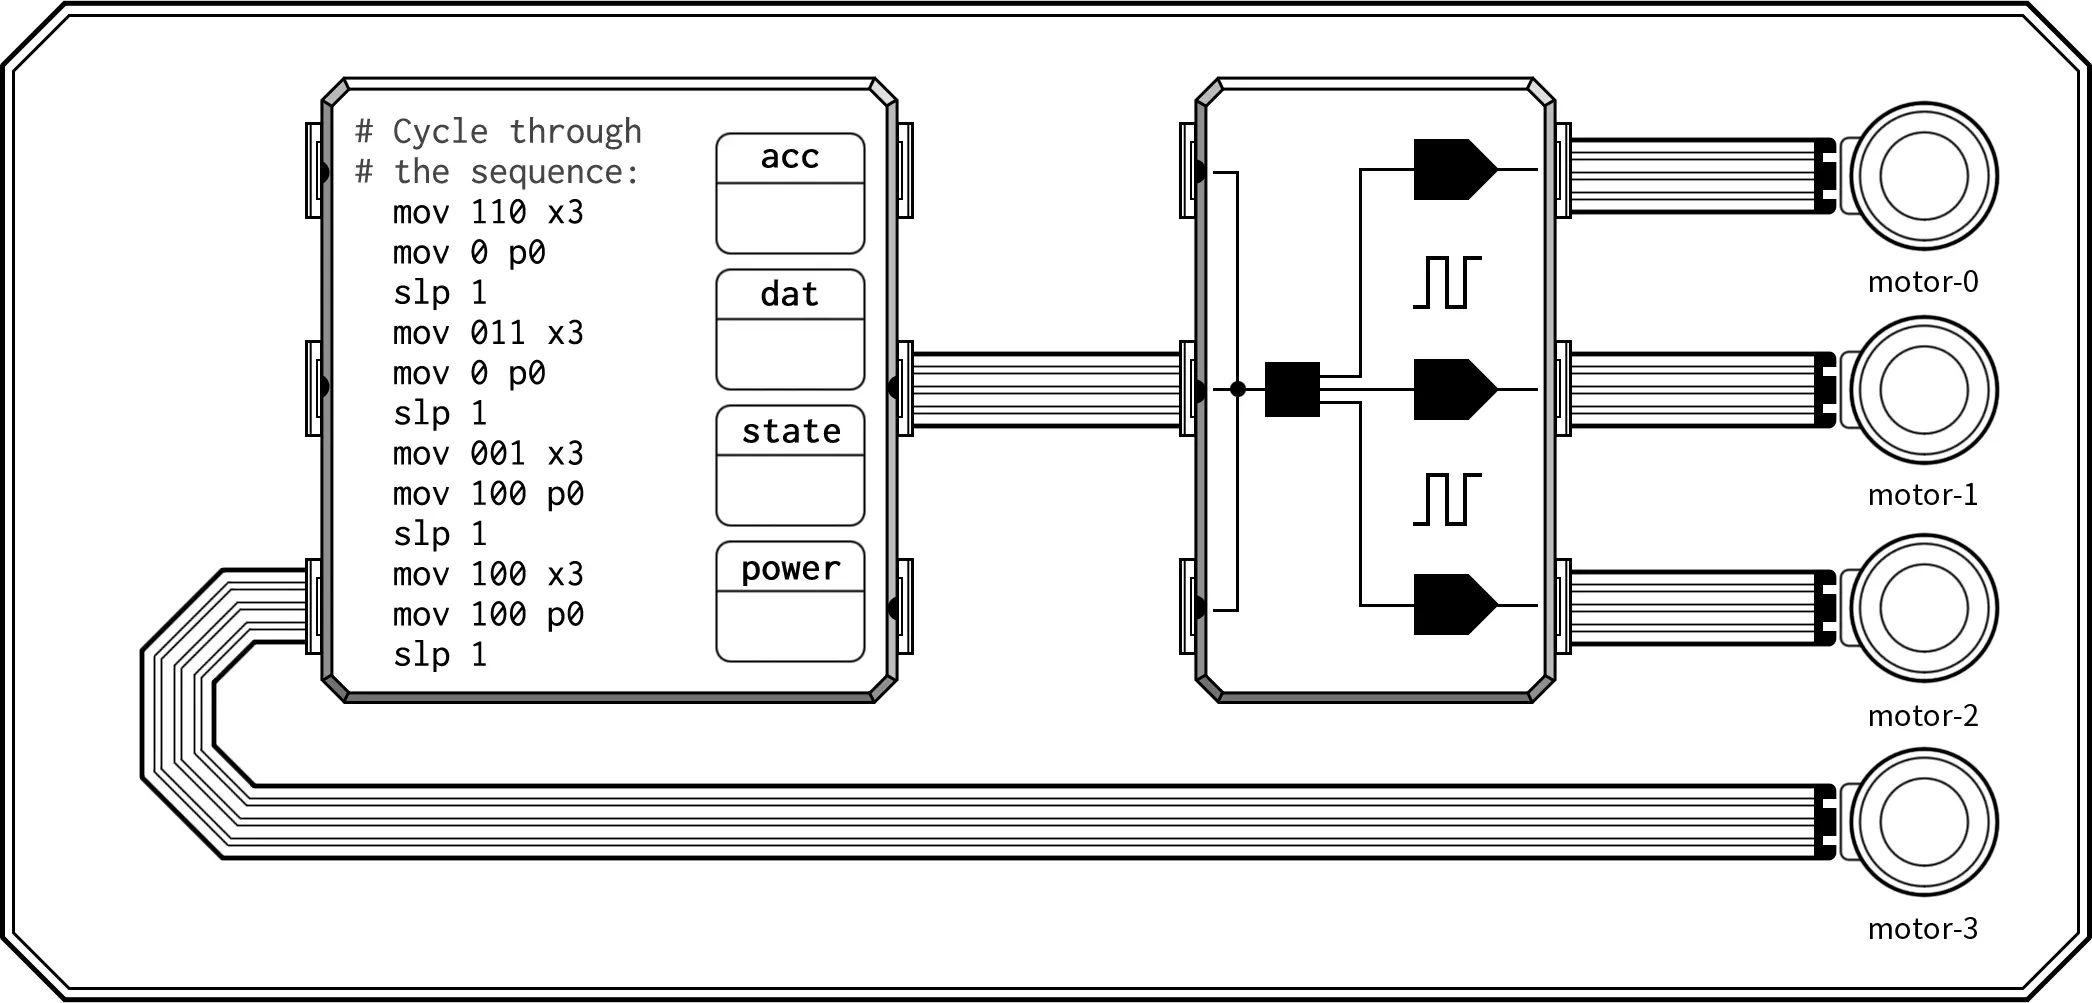 # Cycle through
# the sequence:
mov 110 x3
mov 0 p0
slp 1
mov 011 x3
mov 0 p0
slp 1
mov 001 x3
mov 100 p0
slp 1
mov 100 x3
mov 100 p0
slp 1
acc
dat
state
power
motor-0
motor-1
motor-2
motor-3